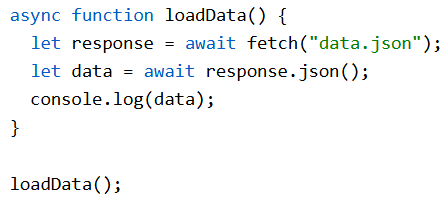 async function loadData() {
  let response = await fetch("data.json");
  let data = await response.json();
  console.log(data);
}

loadData();